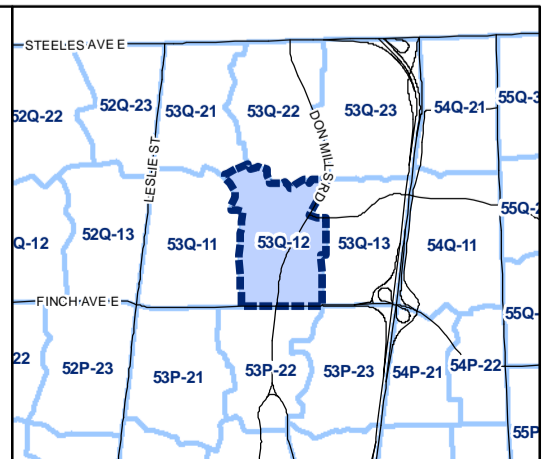 STEELES AVE E
52Q-22
52Q-23
53Q-21
53Q-22
53Q-23
54Q-21
55Q-3
LESLIE ST
DON MILLS RD
Q-12
52Q-13
53Q-11
53Q-12
53Q-13
54Q-11
55Q-2
FINCH AVE E
55Q-
22
52P-23
53P-21
53P-22
53P-23
54P-21
54P-22
55P